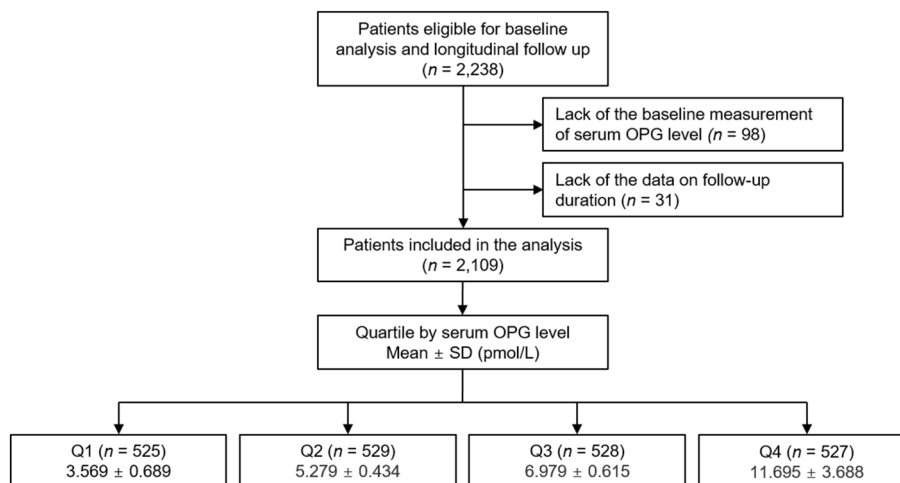 Patients eligible for baseline
analysis and longitudinal follow up
(n = 2,238)
Lack of the baseline measurement
of serum OPG level (n = 98)
Lack of the data on follow-up
duration (n = 31)
Patients included in the analysis
(n = 2,109)
Quartile by serum OPG level
Mean ± SD (pmol/L)
Q1 (n = 525)
3.569 ± 0.689
Q2 (n = 529)
5.279 ± 0.434
Q3 (n = 528)
6.979 ± 0.615
Q4 (n = 527)
11.695 ± 3.688